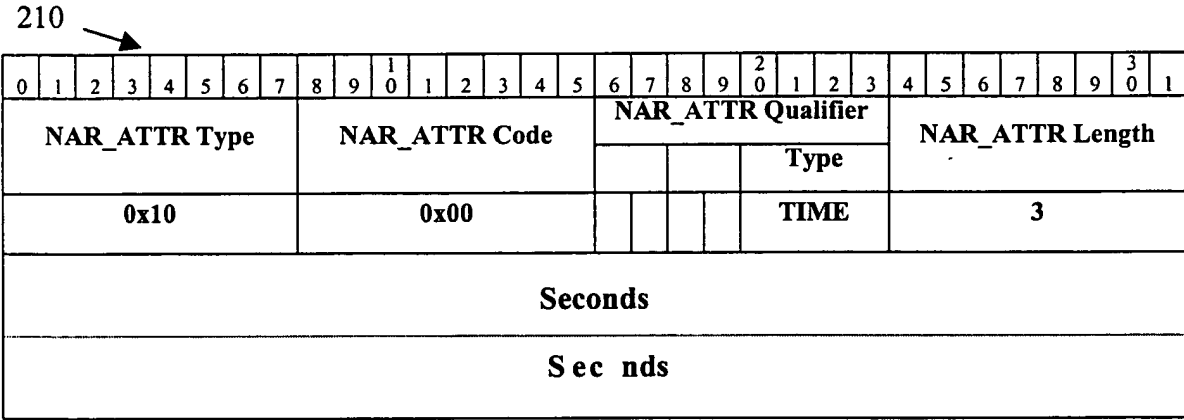 210
0 1 2 3 4 5 6 7 8 9 1 0 1 2 3 4 5 6 7 8 9 2 0 1 2 3 4 5 6 7 8 9 3 0 1
NAR_ATTR Type NAR_ATTR Code NAR_ATTR Qualifier NAR_ATTR Length
Type
0x10 0x00 TIME 3
Seconds
Sec nds